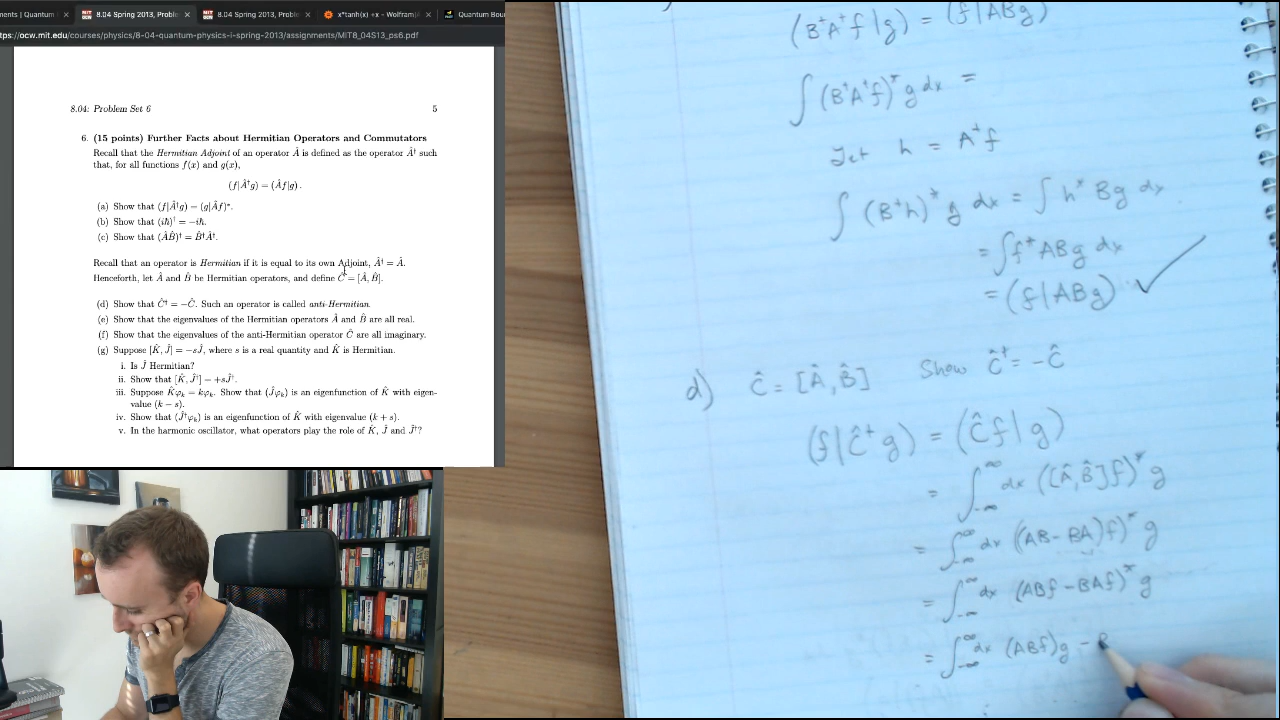 ments | Quantum
8.04 Spring 2013, Proble
8.04 Spring 2013, Proble
x*tanh(x) +x - Wolfram|A
Quantum Bou
tps://ocw.mit.edu/courses/physics/8-04-quantum-physics-i-spring-2013/assignments/MIT8_04S13_ps6.pdf
8.04: Problem Set 6 5
6. (15 points) Further Facts about Hermitian Operators and Commutators
Recall that the Hermitian Adjoint of an operator Â is defined as the operator Â† such
that, for all functions f(x) and g(x),
(f|Â†g) = (Âf|g).
(a) Show that (f|Â†g) = (g|Âf)*.
(b) Show that (iħ)† = −iħ.
(c) Show that (ÂB̂)† = B̂†Â†.
Recall that an operator is Hermitian if it is equal to its own Adjoint, Â† = Â.
Henceforth, let Â and B̂ be Hermitian operators, and define Ĉ = [Â, B̂].
(d) Show that Ĉ† = −Ĉ. Such an operator is called anti-Hermitian.
(e) Show that the eigenvalues of the Hermitian operators Â and B̂ are all real.
(f) Show that the eigenvalues of the anti-Hermitian operator Ĉ are all imaginary.
(g) Suppose [K̂, Ĵ] = −sĴ, where s is a real quantity and K̂ is Hermitian.
i. Is Ĵ Hermitian?
ii. Show that [K̂, Ĵ†] = +sĴ†.
iii. Suppose K̂φk = kφk. Show that (Ĵφk) is an eigenfunction of K̂ with eigen-
value (k − s).
iv. Show that (Ĵ†φk) is an eigenfunction of K̂ with eigenvalue (k + s).
v. In the harmonic oscillator, what operators play the role of K̂, Ĵ and Ĵ†?
(B†A†f|g) = (f|ABg)
∫(B†A†f)* g dx =
Let h = A†f
∫(B†h)* g dx = ∫h* Bg dx
= ∫f* ABg dx
= (f|ABg) ✓
d) Ĉ = [Â, B̂] Show Ĉ† = −Ĉ
(f|Ĉ†g) = (Ĉf|g)
= ∫_{-∞}^{∞} dx ([Â, B̂]f)* g
= ∫_{-∞}^{∞} dx ((AB−BA)f)* g
= ∫_{-∞}^{∞} dx (ABf−BAf)* g
= ∫_{-∞}^{∞} dx (ABf)g −